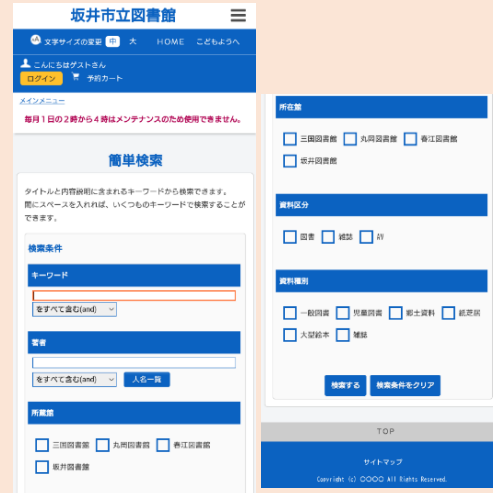 坂井市立図書館
文字サイズの変更 中 大 HOME こどもようへ
こんにちはゲストさん
ログイン 予約カート
メインメニュー
毎月1日の2時から4時はメンテナンスのため使用できません。
簡単検索
タイトルと内容説明に含まれるキーワードから検索できます。
間にスペースを入れれば、いくつものキーワードで検索することが
できます。
検索条件
キーワード
をすべて含む(and)
著者
をすべて含む(and) 人名一覧
所蔵館
三国図書館 丸岡図書館 春江図書館
坂井図書館
所在館
三国図書館 丸岡図書館 春江図書館
坂井図書館
資料区分
図書 雑誌 AV
資料種別
一般図書 児童図書 郷土資料 紙芝居
大型絵本 雑誌
検索する 検索条件をクリア
TOP
サイトマップ
Copyright (c) OOOO All Rights Reserved.